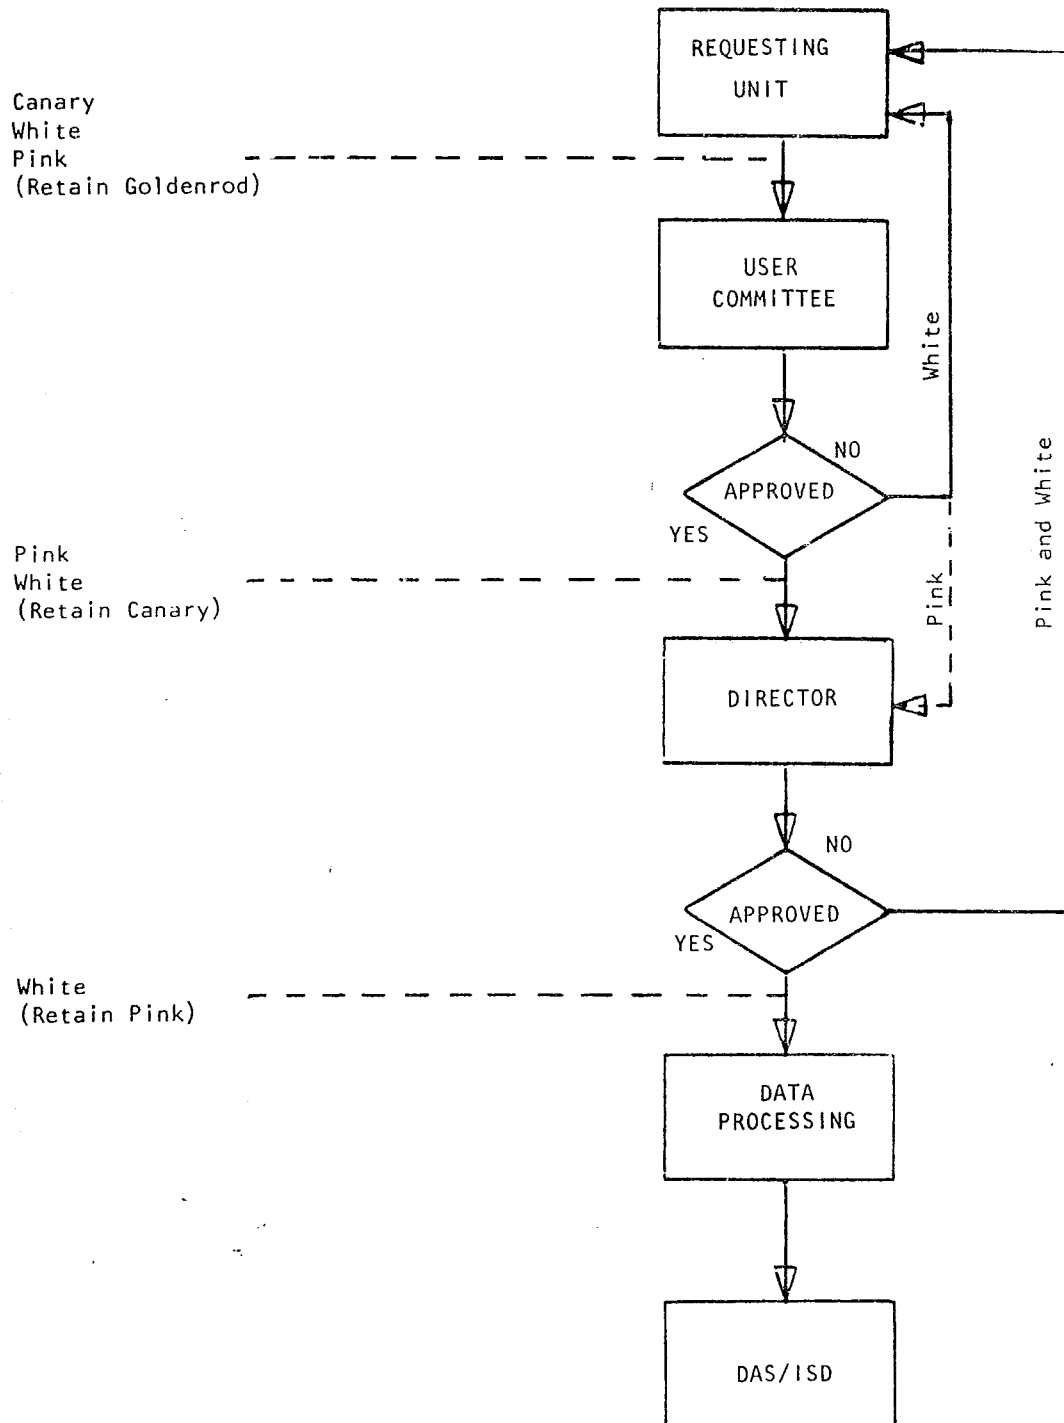 REQUESTING
UNIT
Canary
White
Pink
(Retain Goldenrod)
USER
COMMITTEE
White
NO
APPROVED
YES
Pink and White
Pink
White
(Retain Canary)
Pink
DIRECTOR
NO
APPROVED
YES
White
(Retain Pink)
DATA
PROCESSING
DAS/ISD